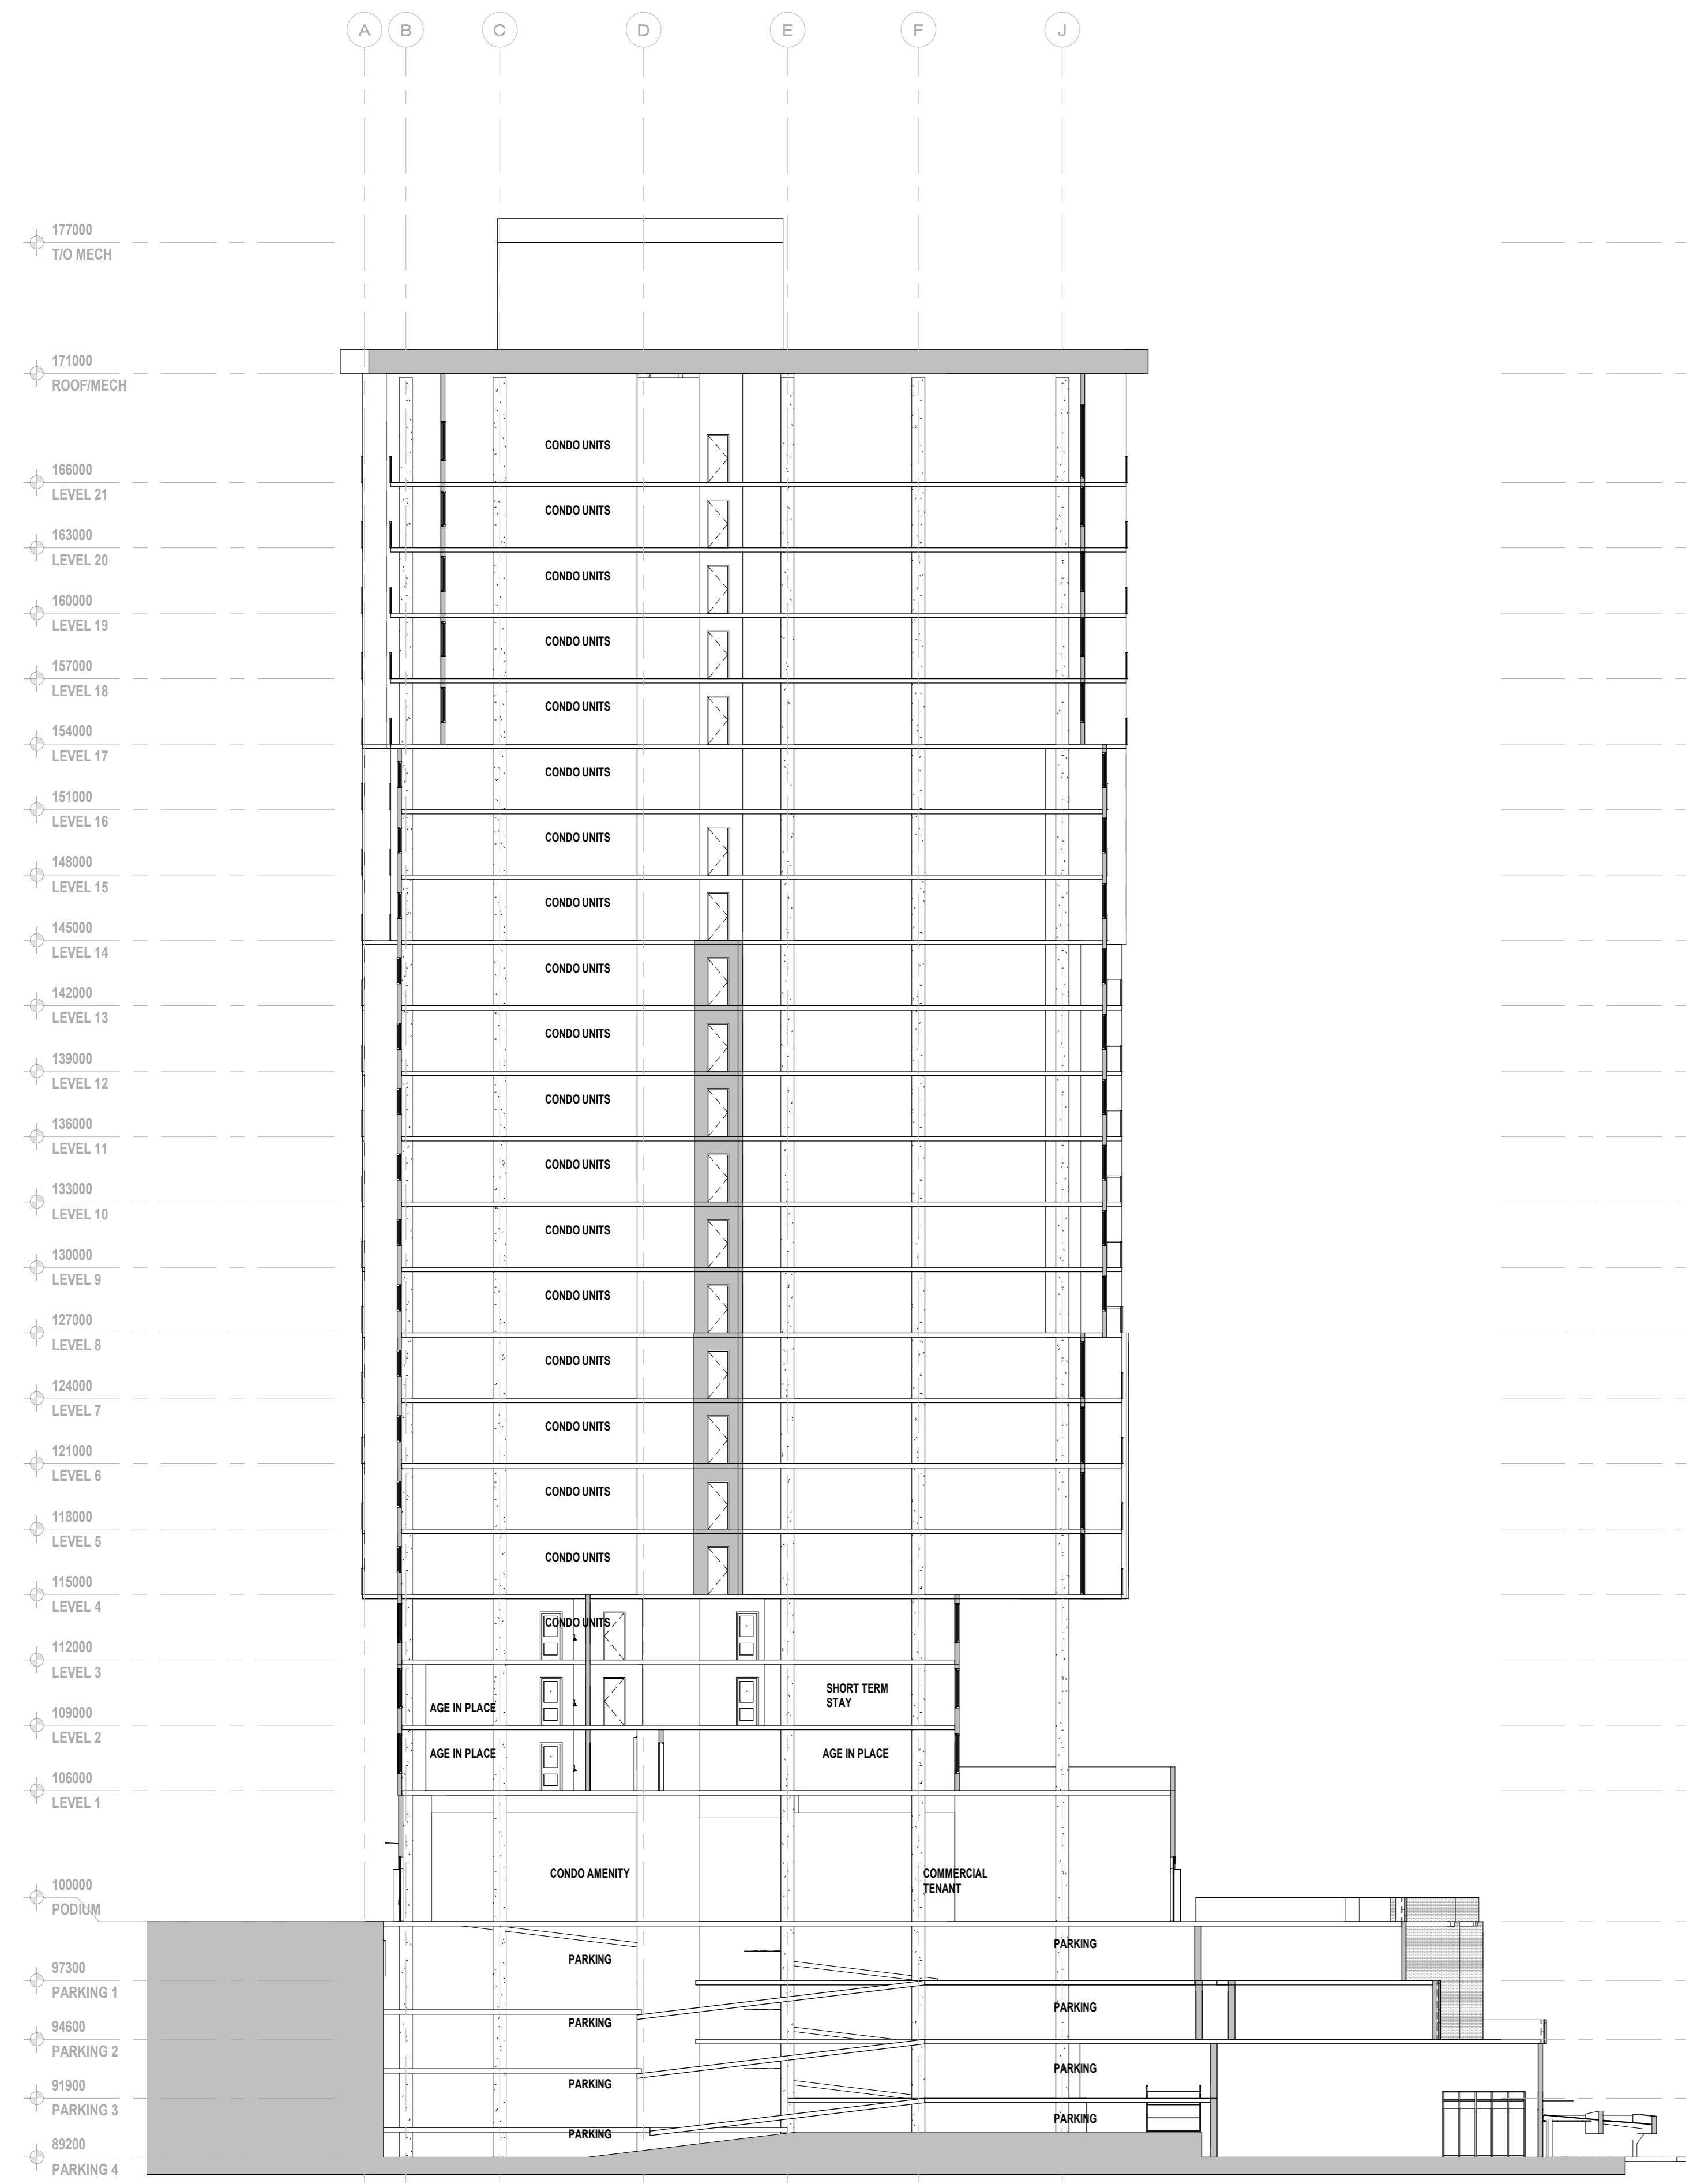 A B C D E F J
177000
T/O MECH
171000
ROOF/MECH
CONDO UNITS
166000
LEVEL 21
CONDO UNITS
163000
LEVEL 20
CONDO UNITS
160000
LEVEL 19
CONDO UNITS
157000
LEVEL 18
CONDO UNITS
154000
LEVEL 17
CONDO UNITS
151000
LEVEL 16
CONDO UNITS
148000
LEVEL 15
CONDO UNITS
145000
LEVEL 14
CONDO UNITS
142000
LEVEL 13
CONDO UNITS
139000
LEVEL 12
CONDO UNITS
136000
LEVEL 11
CONDO UNITS
133000
LEVEL 10
CONDO UNITS
130000
LEVEL 9
CONDO UNITS
127000
LEVEL 8
CONDO UNITS
124000
LEVEL 7
CONDO UNITS
121000
LEVEL 6
CONDO UNITS
118000
LEVEL 5
CONDO UNITS
115000
LEVEL 4
CONDO UNITS
112000
LEVEL 3
SHORT TERM
STAY
AGE IN PLACE
109000
LEVEL 2
AGE IN PLACE
AGE IN PLACE
106000
LEVEL 1
CONDO AMENITY
COMMERCIAL
TENANT
100000
PODIUM
PARKING
PARKING
97300
PARKING 1
PARKING
PARKING
94600
PARKING 2
PARKING
PARKING
91900
PARKING 3
PARKING
PARKING
89200
PARKING 4